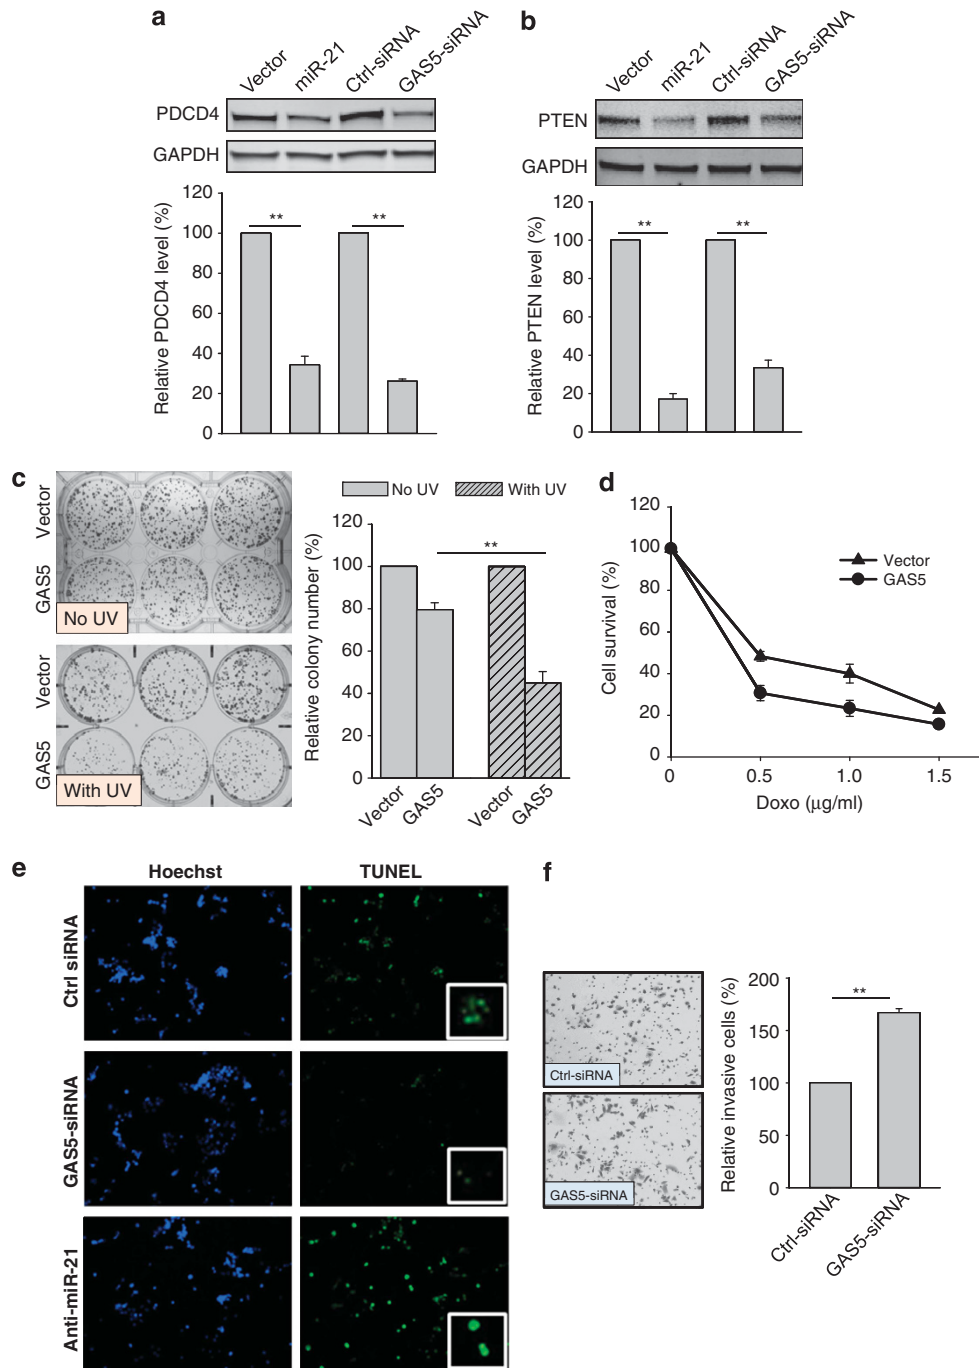 a
Vector
miR-21
Ctrl-siRNA
GAS5-siRNA
PDCD4
GAPDH
120
100
80
60
40
20
0
Relative PDCD4 level (%)
**
**
b
Vector
miR-21
Ctrl-siRNA
GAS5-siRNA
PTEN
GAPDH
120
100
80
60
40
20
0
Relative PTEN level (%)
**
**
c
Vector
GAS5
No UV
Vector
GAS5
With UV
No UV
With UV
120
100
80
60
40
20
0
Relative colony number (%)
**
Vector
GAS5
Vector
GAS5
d
120
100
80
60
40
20
0
Cell survival (%)
Vector
GAS5
0
0.5
1.0
1.5
Doxo (μg/ml)
e
Hoechst
TUNEL
Ctrl siRNA
GAS5-siRNA
Anti-miR-21
f
Ctrl-siRNA
GAS5-siRNA
200
150
100
50
0
Relative invasive cells (%)
**
Ctrl-siRNA
GAS5-siRNA